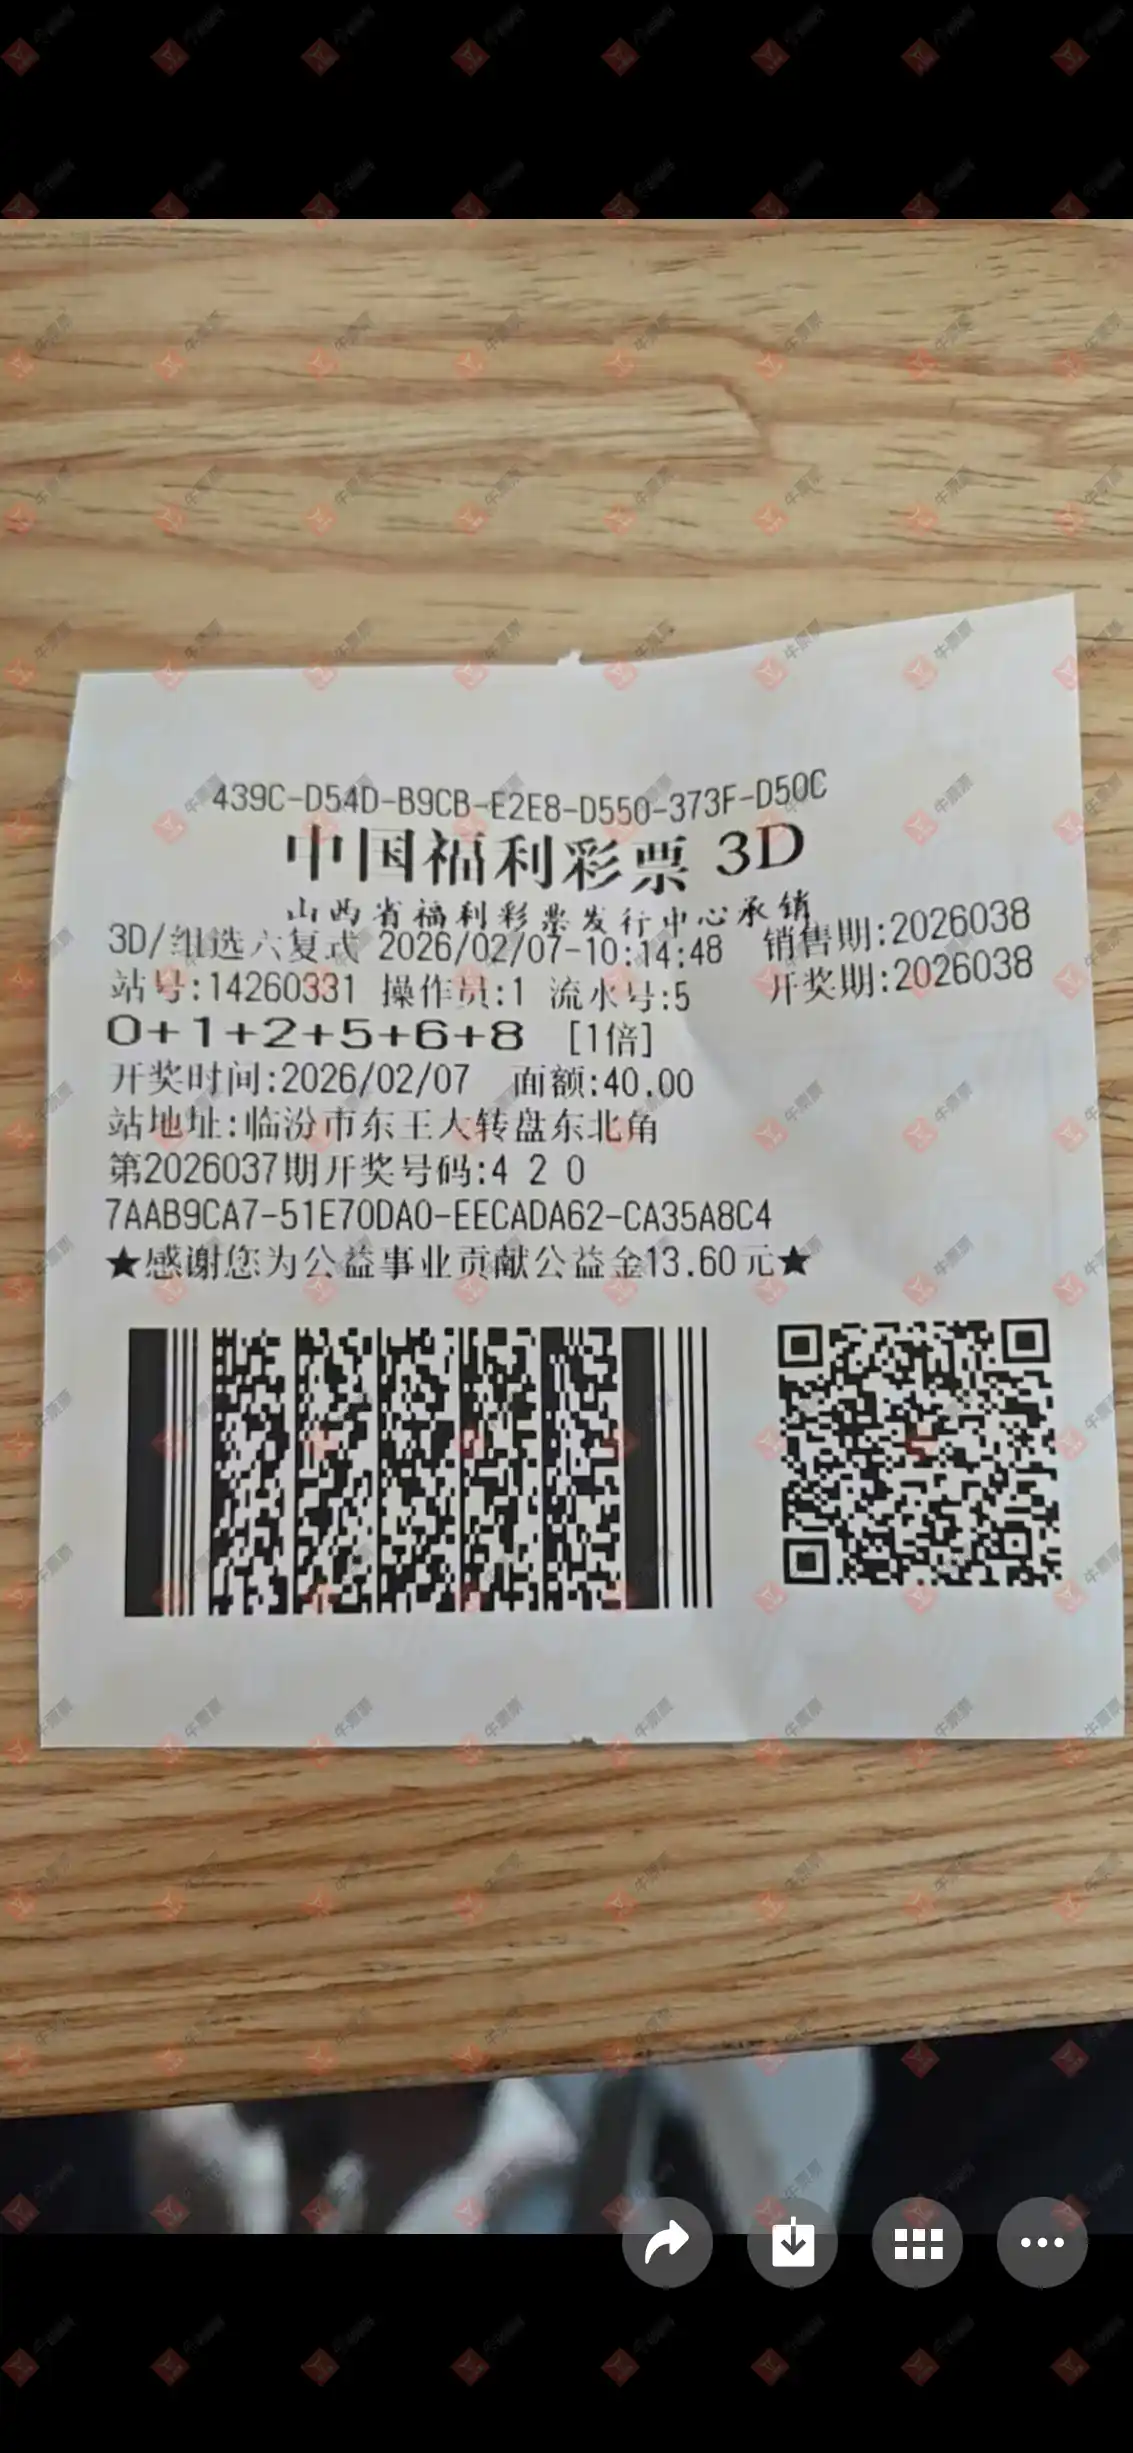 439C-D54D-B9CB-E2E8-D550-373F-D50C
中国福利彩票 3D
山西省福利彩票发行中心承销
3D/组选六复式 2026/02/07-10:14:48 销售期:2026038
站号:14260331 操作员:1 流水号:5 开奖期:2026038
0+1+2+5+6+8 [1倍]
开奖时间:2026/02/07 面额:40.00
站地址:临汾市东王大转盘东北角
第2026037期开奖号码:4 2 0
7AAB9CA7-51E70DA0-EECADA62-CA35A8C4
★感谢您为公益事业贡献公益金13.60元★